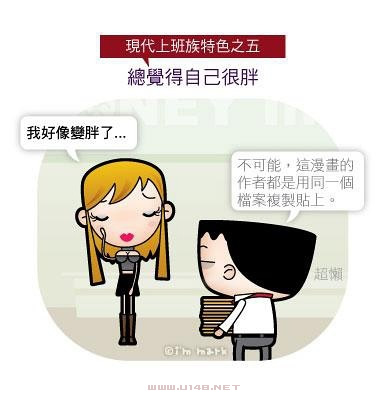 現代上班族特色之五
總覺得自己很胖
我好像變胖了...
不可能，這漫畫的
作者都是用同一個
檔案複製貼上。
超懶
©i'm mark
WWW.U148.NET